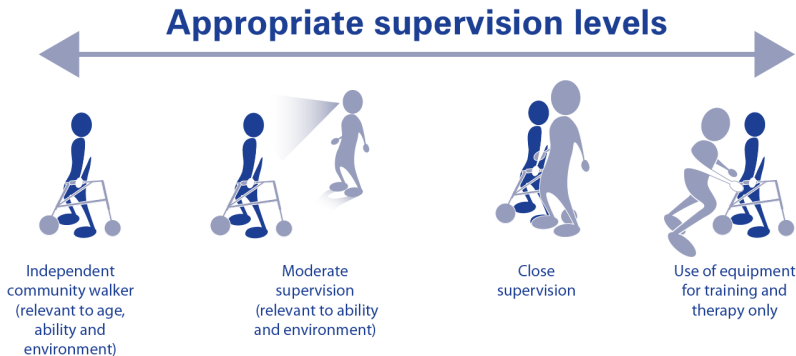 Appropriate supervision levels
Independent
community walker
(relevant to age,
ability and
environment)
Moderate
supervision
(relevant to ability
and environment)
Close
supervision
Use of equipment
for training and
therapy only